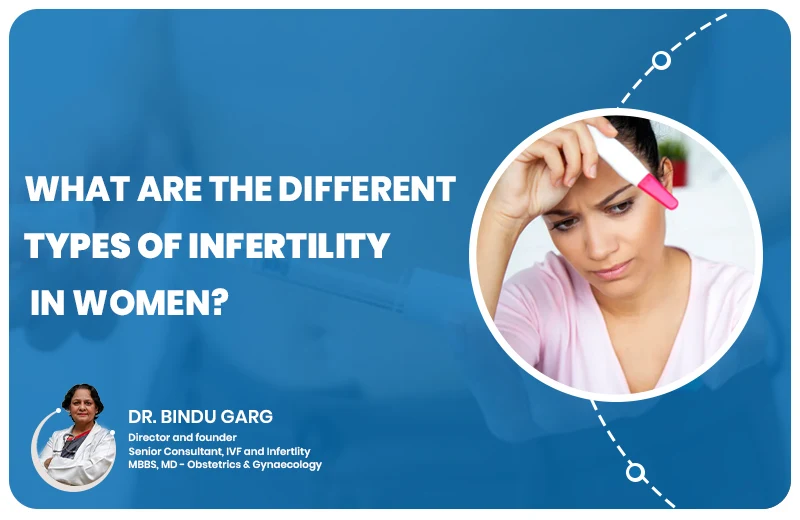 WHAT ARE THE DIFFERENT
TYPES OF INFERTILITY
IN WOMEN?
DR. BINDU GARG
Director and founder
Senior Consultant, IVF and Infertlity
MBBS, MD - Obstetrics & Gynaecology